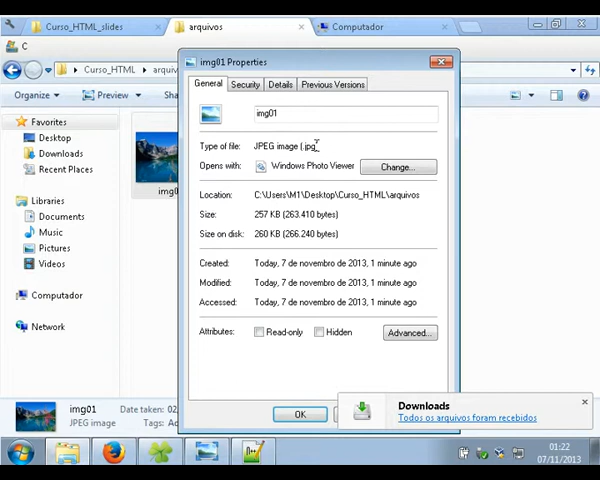 Curso_HTML_slides
arquivos
Computador
C
Curso_HTML
arquiv
Organize
Preview
Sha
img01 Properties
General
Security
Details
Previous Versions
img01
Type of file:
JPEG image (.jpg
Opens with:
Windows Photo Viewer
Change...
Location:
C:\Users\M1\Desktop\Curso_HTML\arquivos
Size:
257 KB (263.410 bytes)
Size on disk:
260 KB (266.240 bytes)
Created:
Today, 7 de novembro de 2013, 1 minute ago
Modified:
Today, 7 de novembro de 2013, 1 minute ago
Accessed:
Today, 7 de novembro de 2013, 1 minute ago
Attributes:
Read-only
Hidden
Advanced...
OK
Favorites
Desktop
Downloads
Recent Places
Libraries
Documents
Music
Pictures
Videos
Computador
Network
img0
img01
Date taken: 02,
JPEG image
Tags: Ac
Downloads
Todos os arquivos foram recebidos
01:22
07/11/2013